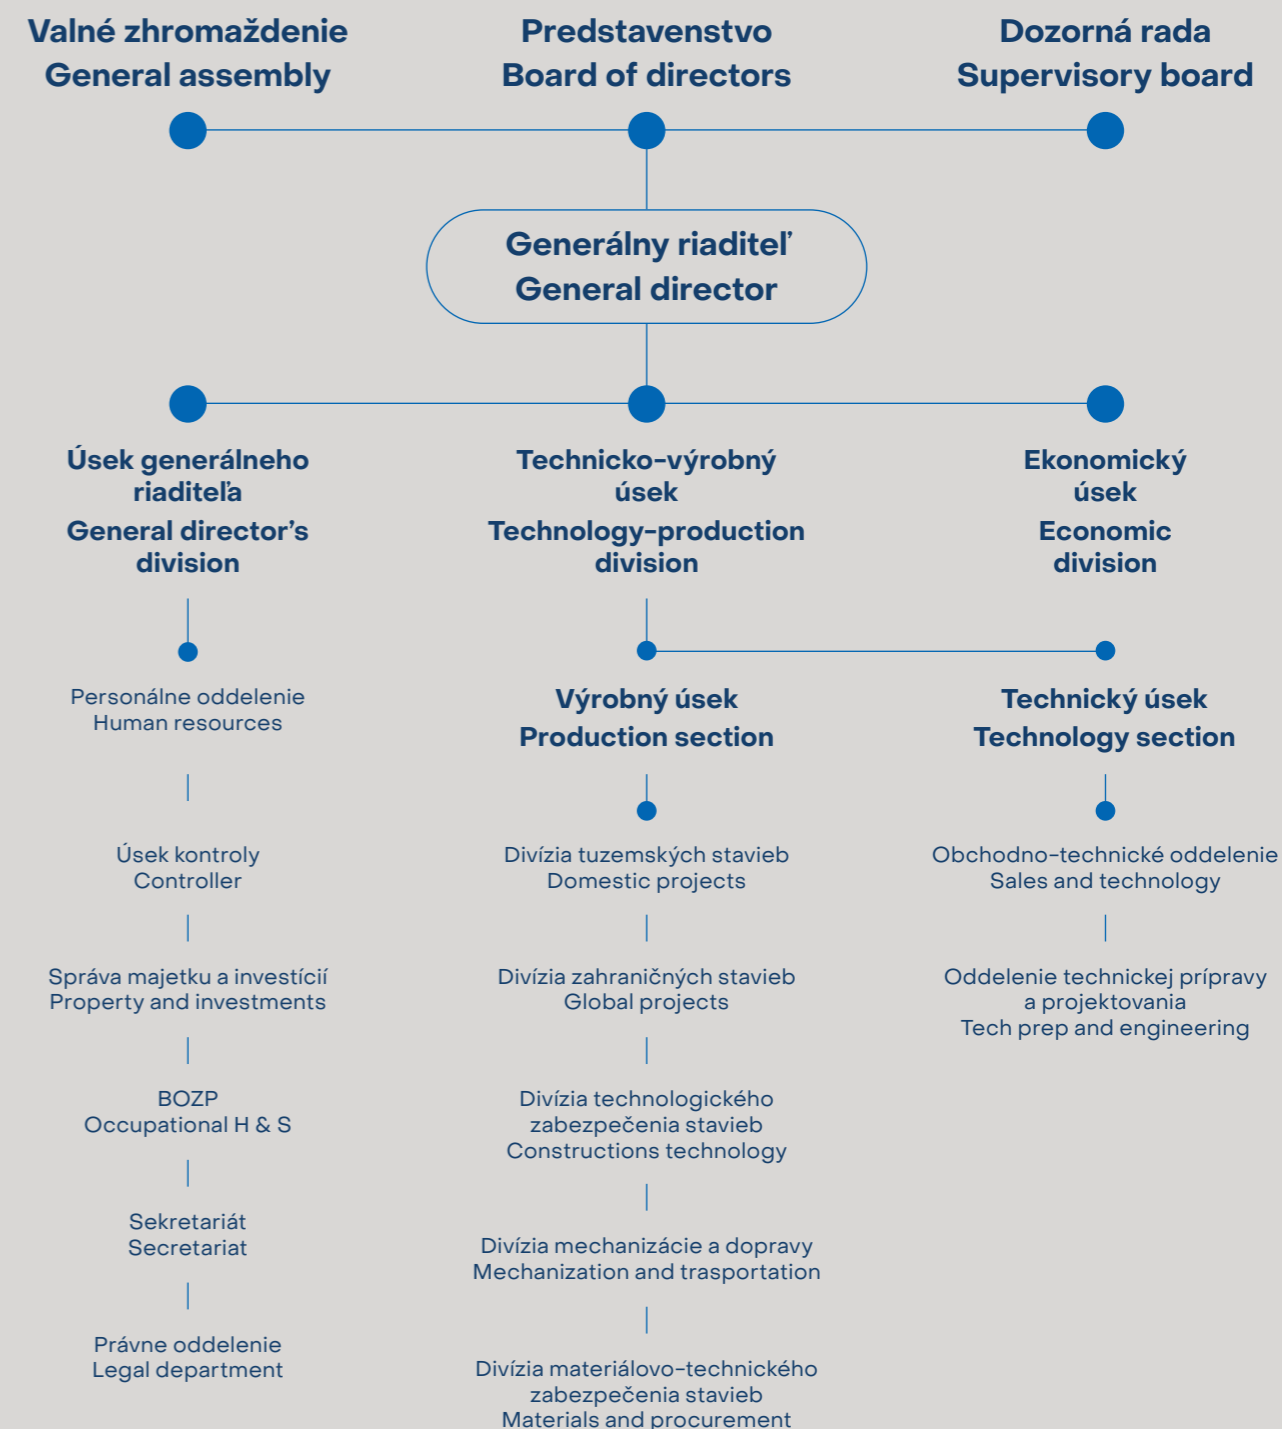 Valné zhromaždenie
General assembly
Predstavenstvo
Board of directors
Dozorná rada
Supervisory board
Generálny riaditeľ
General director
Úsek generálneho
riaditeľa
General director's
division
Technicko-výrobný
úsek
Technology-production
division
Ekonomický
úsek
Economic
division
Personálne oddelenie
Human resources
Úsek kontroly
Controller
Správa majetku a investícií
Property and investments
BOZP
Occupational H & S
Sekretariát
Secretariat
Právne oddelenie
Legal department
Výrobný úsek
Production section
Divízia tuzemských stavieb
Domestic projects
Divízia zahraničných stavieb
Global projects
Divízia technologického
zabezpečenia stavieb
Constructions technology
Divízia mechanizácie a dopravy
Mechanization and trasportation
Divízia materiálovo-technického
zabezpečenia stavieb
Materials and procurement
Technický úsek
Technology section
Obchodno-technické oddelenie
Sales and technology
Oddelenie technickej prípravy
a projektovania
Tech prep and engineering